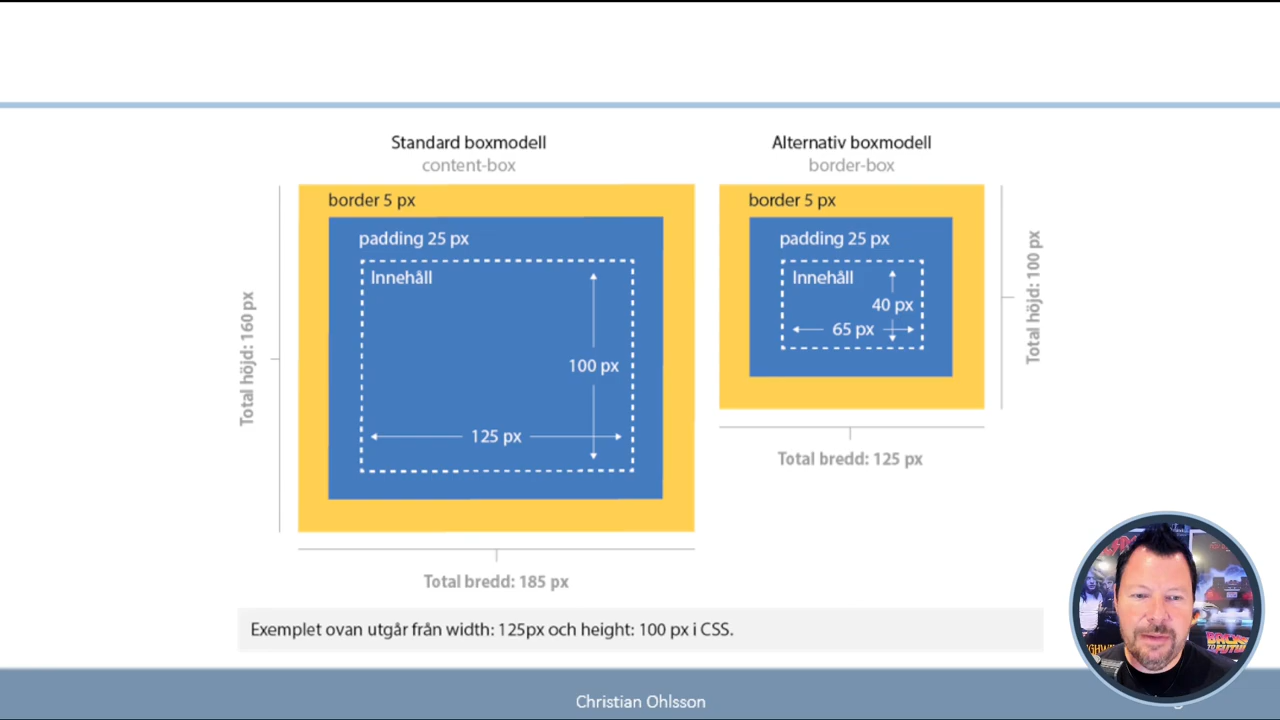 Standard boxmodell
content-box
Alternativ boxmodell
border-box
border 5 px
padding 25 px
Innehåll
100 px
125 px
Total höjd: 160 px
Total bredd: 185 px
border 5 px
padding 25 px
Innehåll
40 px
65 px
Total höjd: 100 px
Total bredd: 125 px
Exemplet ovan utgår från width: 125px och height: 100 px i CSS.
Christian Ohlsson
BACK